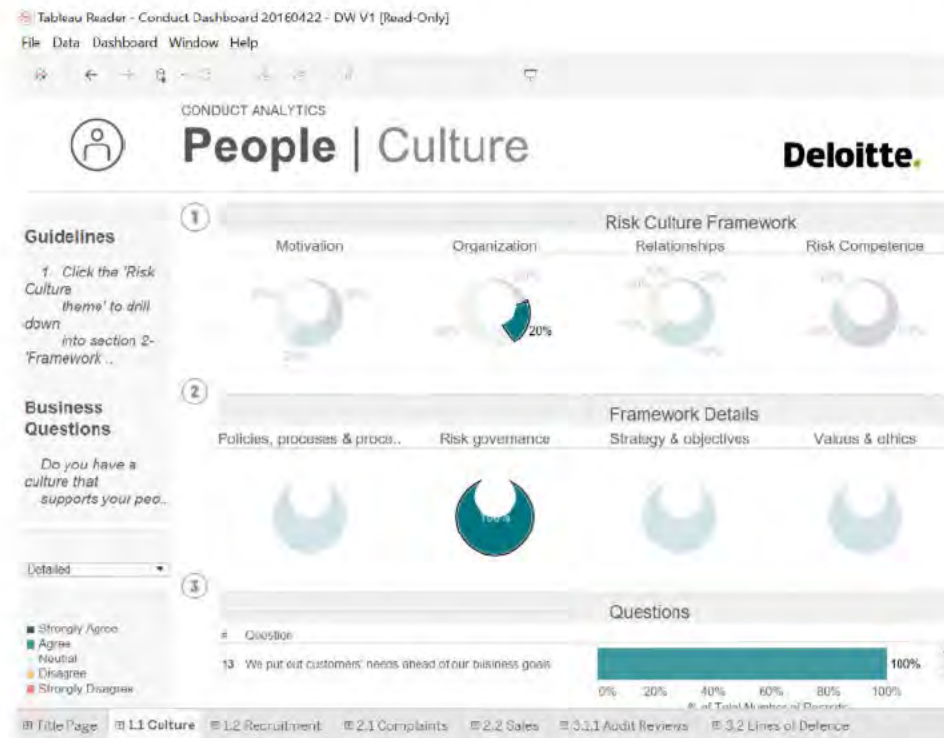 Tableau Reader - Conduct Dashboard 20160422 - DW V1 [Read-Only]
File Data Dashboard Window Help
CONDUCT ANALYTICS
People | Culture
Deloitte.
Guidelines
1. Click the 'Risk
Culture
theme' to drill
down
into section 2-
'Framework ..
Business
Questions
Do you have a
culture that
supports your peo..
Detailed
Strongly Agree
Agree
Neutral
Disagree
Strongly Disagree
1
Risk Culture Framework
Motivation Organization Relationships Risk Competence
20%
2
Framework Details
Policies, proceses & proce.. Risk governance Strategy & objectives Values & ethics
100%
3
Questions
# Question
13 We put out customers' needs ahead of our business goals
100%
0% 20% 40% 60% 80% 100%
% of Total Number of Records
Title Page 1.1 Culture 1.2 Recruitment 2.1 Complaints 2.2 Sales 3.1.1 Audit Reviews 3.2 Lines of Defence